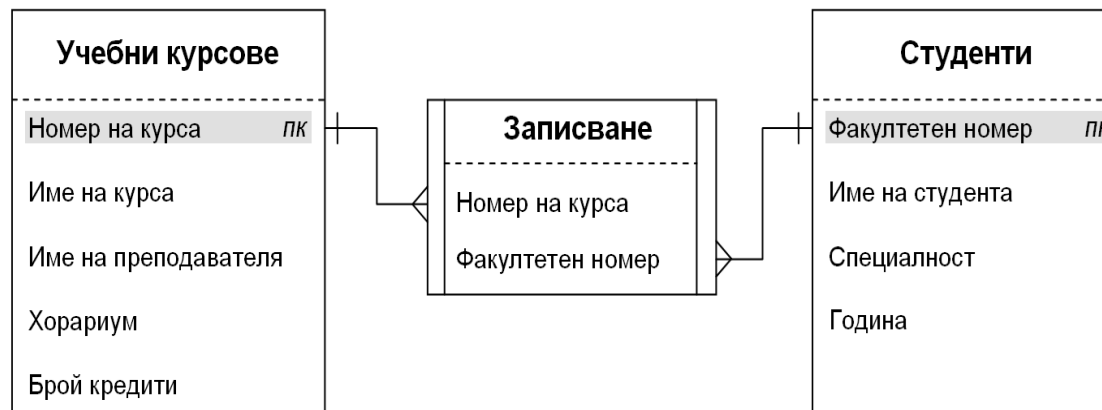 Учебни курсове
Номер на курса ПК
Име на курса
Име на преподавателя
Хорариум
Брой кредити
Записване
Номер на курса
Факултетен номер
Студенти
Факултетен номер
Име на студента
Специалност
Година